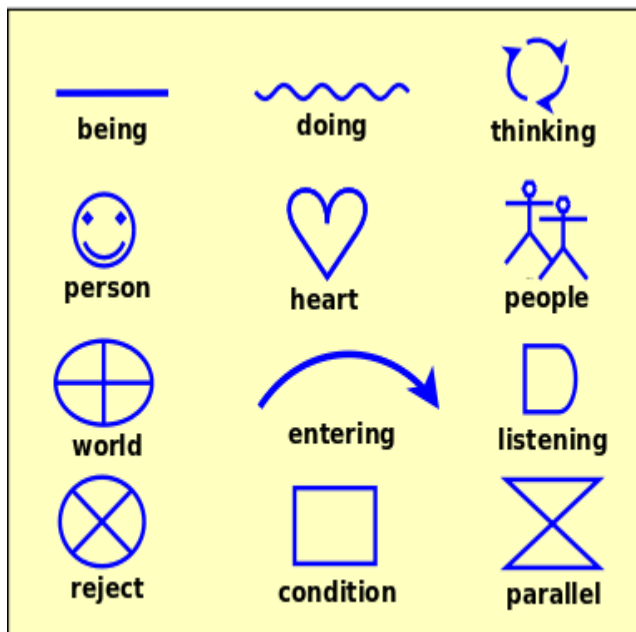 being doing thinking
person heart people
world entering listening
reject condition parallel